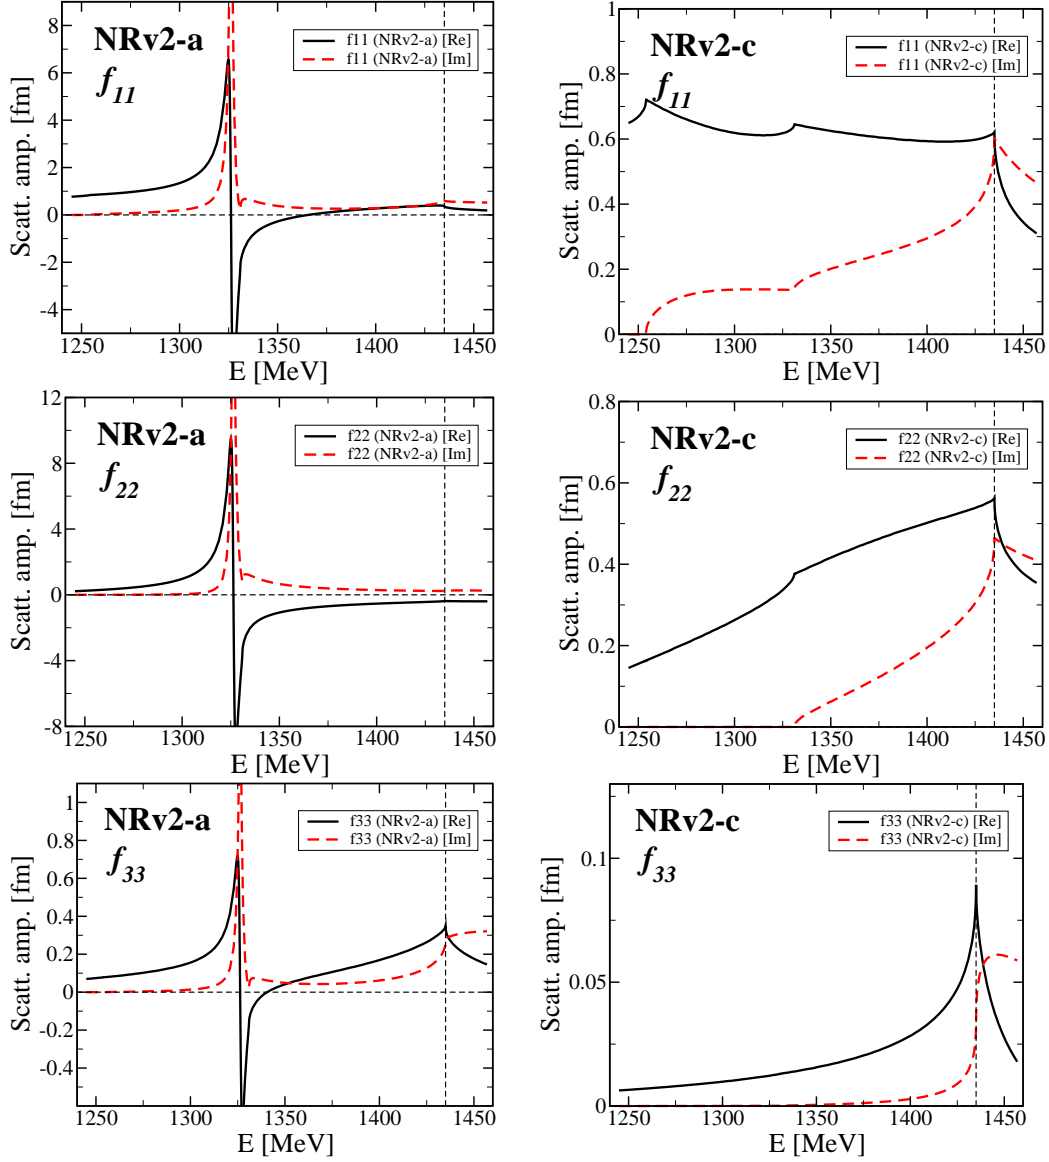 NRv2-a
f11
f11 (NRv2-a) [Re]
f11 (NRv2-a) [Im]
Scatt. amp. [fm]
8
6
4
2
0
-2
-4
1250
1300
1350
1400
1450
E [MeV]
NRv2-c
f11
f11 (NRv2-c) [Re]
f11 (NRv2-c) [Im]
Scatt. amp. [fm]
1
0.8
0.6
0.4
0.2
0
1250
1300
1350
1400
1450
E [MeV]
NRv2-a
f22
f22 (NRv2-a) [Re]
f22 (NRv2-a) [Im]
Scatt. amp. [fm]
12
8
4
0
-4
-8
1250
1300
1350
1400
1450
E [MeV]
NRv2-c
f22
f22 (NRv2-c) [Re]
f22 (NRv2-c) [Im]
Scatt. amp. [fm]
0.8
0.6
0.4
0.2
0
1250
1300
1350
1400
1450
E [MeV]
NRv2-a
f33
f33 (NRv2-a) [Re]
f33 (NRv2-a) [Im]
Scatt. amp. [fm]
1
0.8
0.6
0.4
0.2
0
-0.2
-0.4
1250
1300
1350
1400
1450
E [MeV]
NRv2-c
f33
f33 (NRv2-c) [Re]
f33 (NRv2-c) [Im]
Scatt. amp. [fm]
0.1
0.05
0
1250
1300
1350
1400
1450
E [MeV]